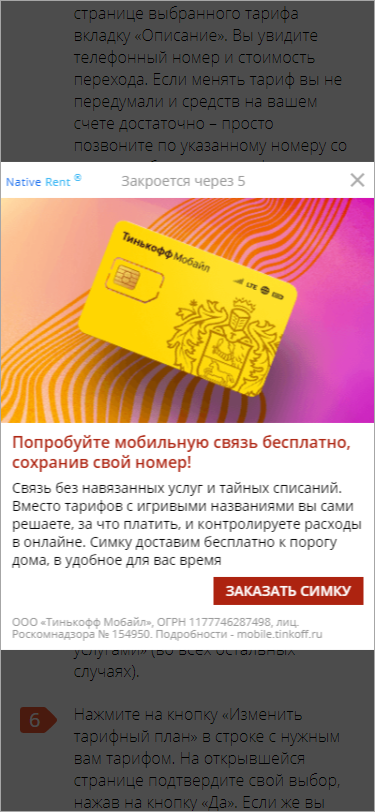 странице выбранного тарифа
вкладку «Описание». Вы увидите
телефонный номер и стоимость
перехода. Если менять тариф вы не
передумали и средств на вашем
счете достаточно – просто
позвоните по указанному номеру со
Native Rent ®
Закроется через 5
Тинькофф Мобайл
LTE
Попробуйте мобильную связь бесплатно,
сохранив свой номер!
Связь без навязанных услуг и тайных списаний.
Вместо тарифов с игривыми названиями вы сами
решаете, за что платить, и контролируете расходы
в онлайне. Симку доставим бесплатно к порогу
дома, в удобное для вас время
ЗАКАЗАТЬ СИМКУ
ООО «Тинькофф Мобайл», ОГРН 1177746287498, лиц.
Роскомнадзора № 154950. Подробности - mobile.tinkoff.ru
услугами» (во всех остальных
случаях).
6
Нажмите на кнопку «Изменить
тарифный план» в строке с нужным
вам тарифом. На открывшейся
странице подтвердите свой выбор,
нажав на кнопку «Да». Если же вы